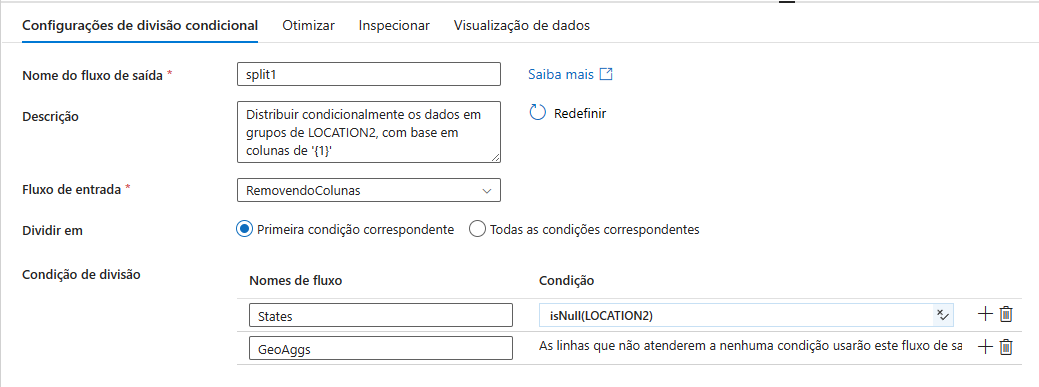 Configurações de divisão condicional Otimizar Inspecionar Visualização de dados
Nome do fluxo de saída * split1 Saiba mais
Descrição Distribuir condicionalmente os dados em Redefinir
grupos de LOCATION2, com base em
colunas de '{1}'
Fluxo de entrada * RemovendoColunas
Dividir em Primeira condição correspondente Todas as condições correspondentes
Condição de divisão Nomes de fluxo Condição
States isNull(LOCATION2)
GeoAggs As linhas que não atenderem a nenhuma condição usarão este fluxo de sa